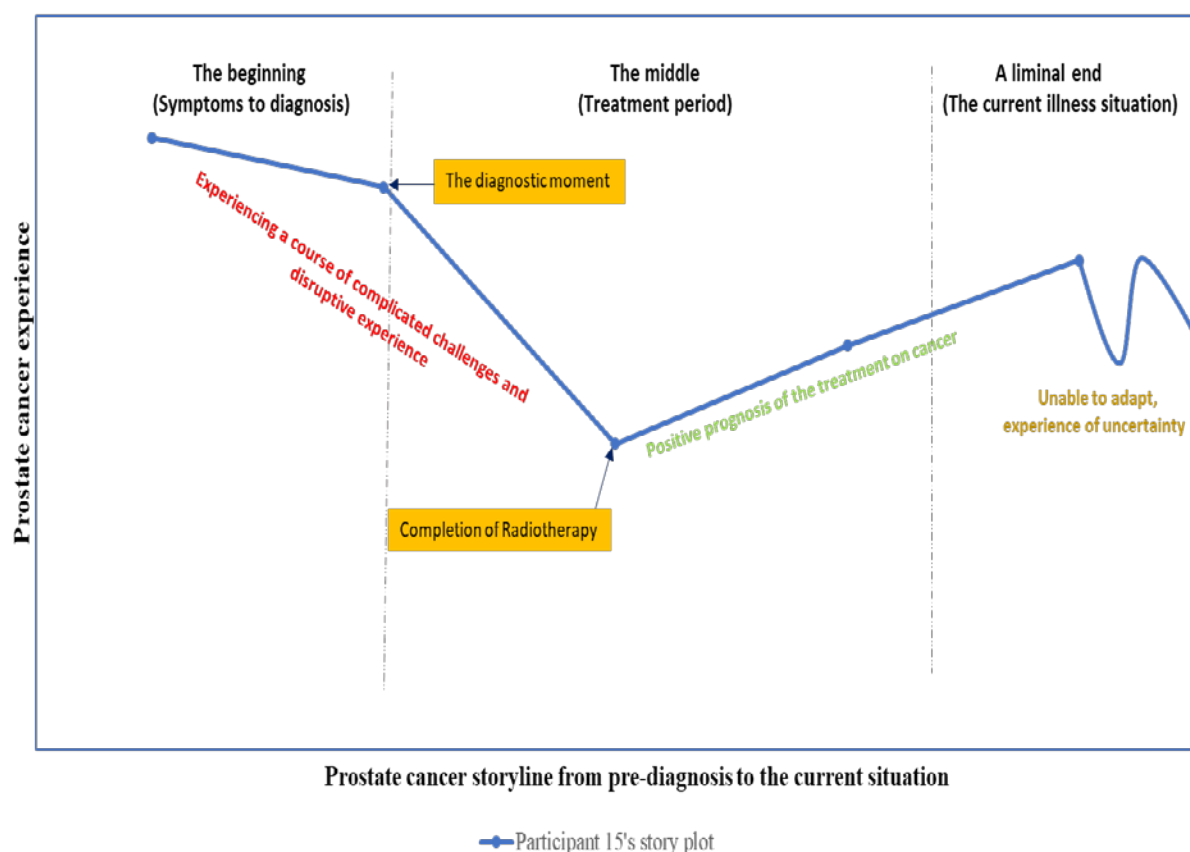 The beginning
(Symptoms to diagnosis)
The middle
(Treatment period)
A liminal end
(The current illness situation)
The diagnostic moment
Experiencing a course of complicated challenges and
disruptive experience
Positive prognosis of the treatment on cancer
Unable to adapt,
experience of uncertainty
Completion of Radiotherapy
Prostate cancer experience
Prostate cancer storyline from pre-diagnosis to the current situation
Participant 15's story plot